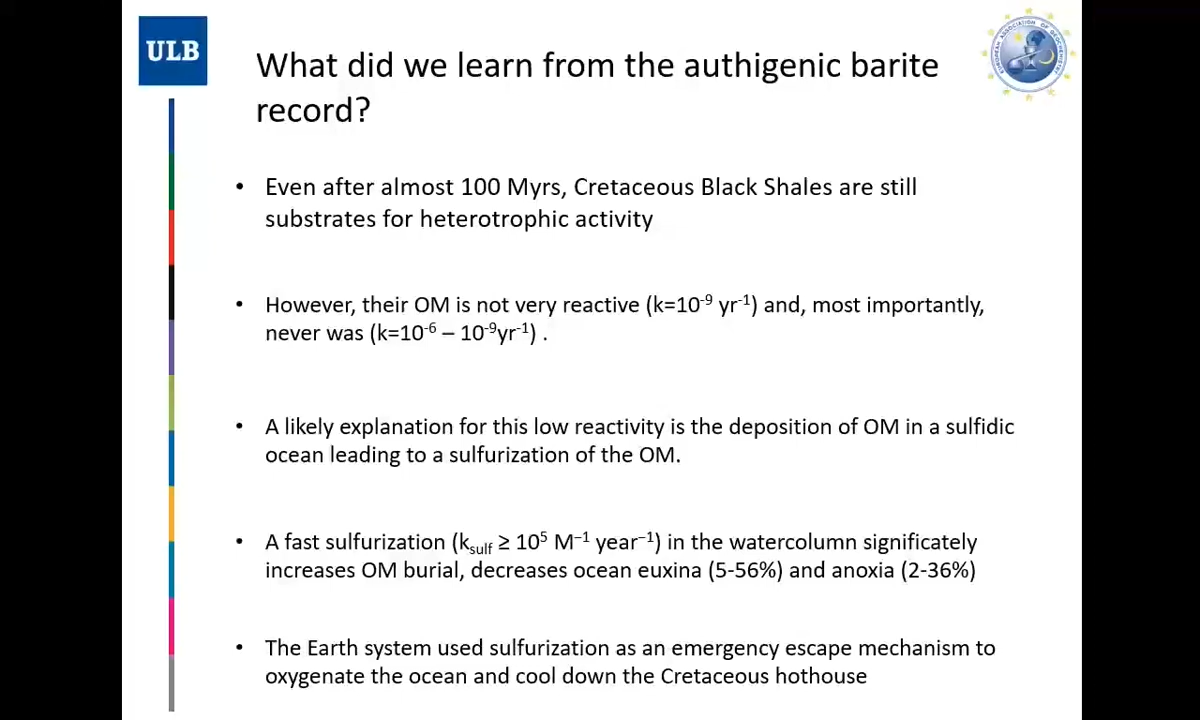 ULB
What did we learn from the authigenic barite
record?
EUROPEAN ASSOCIATION OF GEOCHEMISTRY
• Even after almost 100 Myrs, Cretaceous Black Shales are still
substrates for heterotrophic activity
• However, their OM is not very reactive (k=10⁻⁹ yr⁻¹) and, most importantly,
never was (k=10⁻⁶ – 10⁻⁹yr⁻¹) .
• A likely explanation for this low reactivity is the deposition of OM in a sulfidic
ocean leading to a sulfurization of the OM.
• A fast sulfurization (kₛᵤₗf ≥ 10⁵ M⁻¹ year⁻¹) in the watercolumn significately
increases OM burial, decreases ocean euxina (5-56%) and anoxia (2-36%)
• The Earth system used sulfurization as an emergency escape mechanism to
oxygenate the ocean and cool down the Cretaceous hothouse